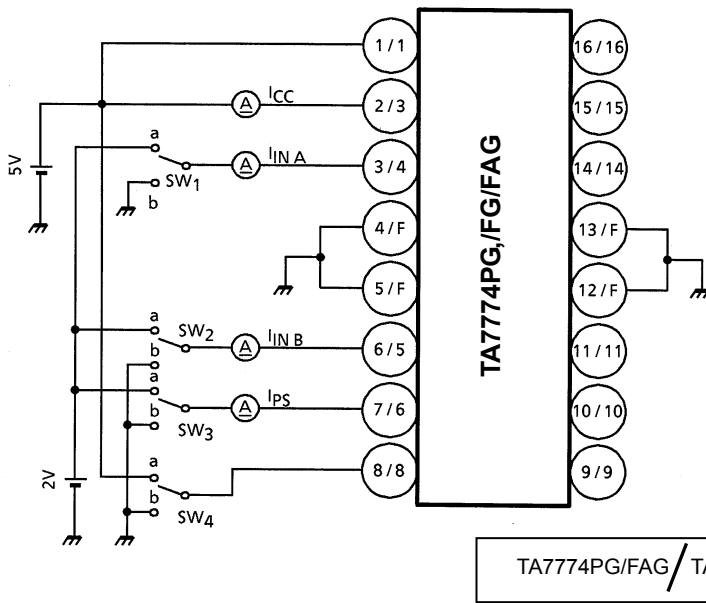 1 / 1
16 / 16
ICC
2 / 3
15 / 15
5V
a
IIN A
3 / 4
14 / 14
SW1
b
4 / F
13 / F
5 / F
12 / F
TA7774PG,/FG/FAG
a
SW2
IIN B
b
6 / 5
11 / 11
a
IPS
b
7 / 6
10 / 10
SW3
2V
a
8 / 8
9 / 9
b
SW4
A
A
A
A
TA7774PG/FAG / TA